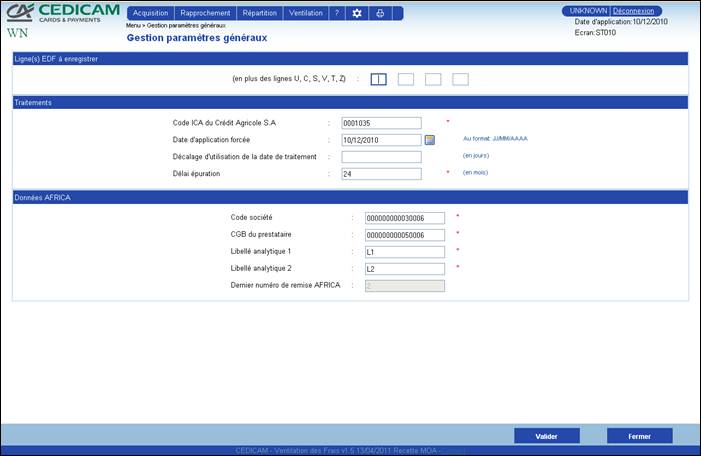 CA CEDICAM
CARDS & PAYMENTS
WN
Acquisition Rapprochement Répartition Ventilation ?
Menu > Gestion paramètres généraux
Gestion paramètres généraux
UNKNOWN | Déconnexion
Date d'application:10/12/2010
Ecran:ST010
Ligne(s) EDF à enregistrer
(en plus des lignes U, C, S, V, T, Z) :
Traitements
Code ICA du Crédit Agricole S.A : 0001035 *
Date d'application forcée : 10/12/2010 Au format: JJ/MM/AAAA
Décalage d'utilisation de la date de traitement : (en jours)
Délai épuration : 24 * (en mois)
Données AFRICA
Code société : 000000000030006 *
CGB du prestataire : 000000000050006 *
Libellé analytique 1 : L1 *
Libellé analytique 2 : L2 *
Dernier numéro de remise AFRICA : 2
Valider Fermer
CEDICAM - Ventilation des Frais v1.5 13/04/2011 Recette MOA -